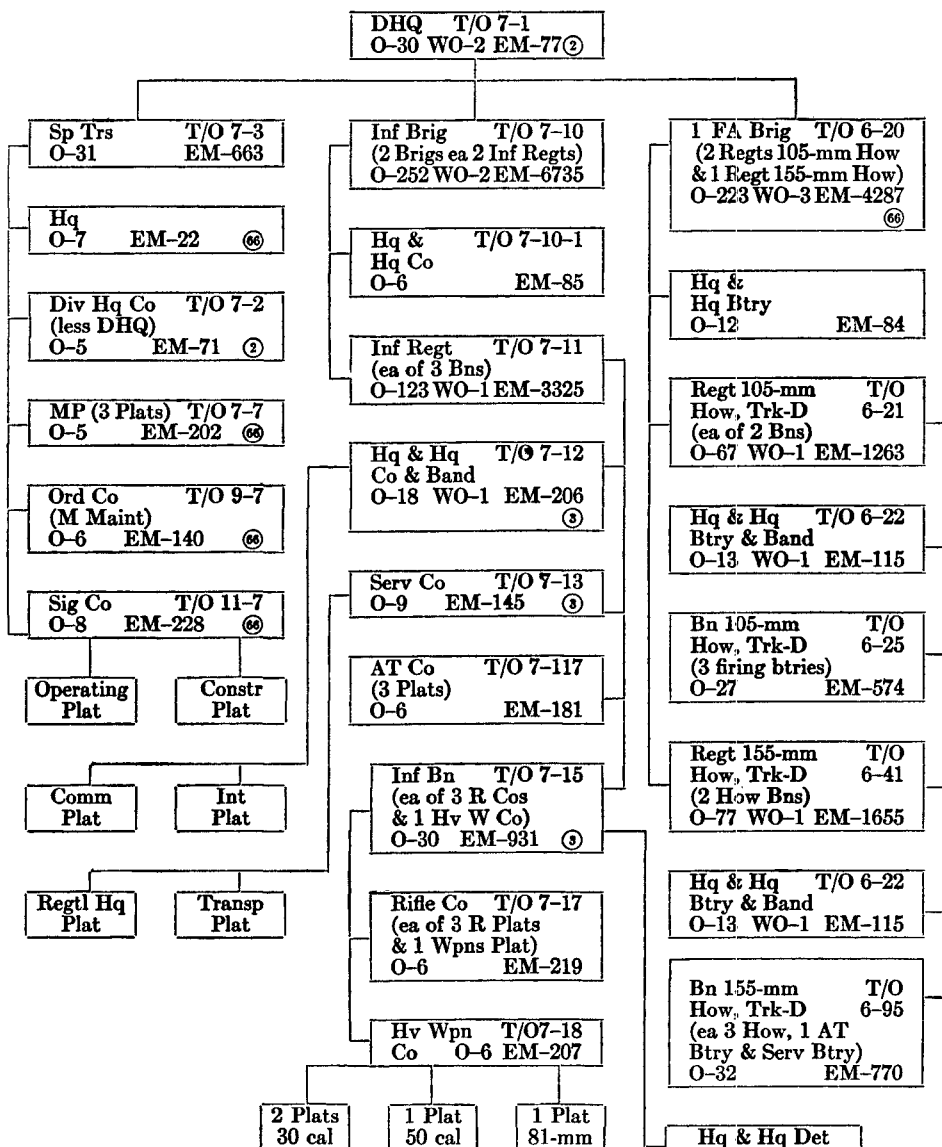 DHQ T/O 7-1
O-30 WO-2 EM-77 ②
Sp Trs T/O 7-3
O-31 EM-663
Hq
O-7 EM-22 ㊅㊅
Div Hq Co T/O 7-2
(less DHQ)
O-5 EM-71 ②
MP (3 Plats) T/O 7-7
O-5 EM-202 66
Ord Co T/O 9-7
(M Maint)
O-6 EM-140 66
Sig Co T/O 11-7
O-8 EM-228 66
Operating
Plat
Constr
Plat
Comm
Plat
Int
Plat
Regtl Hq
Plat
Transp
Plat
Inf Brig T/O 7-10
(2 Brigs ea 2 Inf Regts)
O-252 WO-2 EM-6735
Hq & T/O 7-10-1
Hq Co
O-6 EM-85
Inf Regt T/O 7-11
(ea of 3 Bns)
O-123 WO-1 EM-3325
Hq & Hq T/O 7-12
Co & Band
O-18 WO-1 EM-206
③
Serv Co T/O 7-13
O-9 EM-145 ③
AT Co T/O 7-117
(3 Plats)
O-6 EM-181
Inf Bn T/O 7-15
(ea of 3 R Cos
& 1 Hv W Co)
O-30 EM-931 ③
Rifle Co T/O 7-17
(ea of 3 R Plats
& 1 Wpns Plat)
O-6 EM-219
Hv Wpn T/O7-18
Co O-6 EM-207
2 Plats
30 cal
1 Plat
50 cal
1 Plat
81-mm
1 FA Brig T/O 6-20
(2 Regts 105-mm How
& 1 Regt 155-mm How)
O-223 WO-3 EM-4287
66
Hq &
Hq Btry
O-12 EM-84
Regt 105-mm T/O
How, Trk-D 6-21
(ea of 2 Bns)
O-67 WO-1 EM-1263
Hq & Hq T/O 6-22
Btry & Band
O-13 WO-1 EM-115
Bn 105-mm T/O
How, Trk-D 6-25
(3 firing btries)
O-27 EM-574
Regt 155-mm T/O
How, Trk-D 6-41
(2 How Bns)
O-77 WO-1 EM-1655
Hq & Hq T/O 6-22
Btry & Band
O-13 WO-1 EM-115
Bn 155-mm T/O
How, Trk-D 6-95
(ea 3 How, 1 AT
Btry & Serv Btry)
O-32 EM-770
Hq & Hq Det